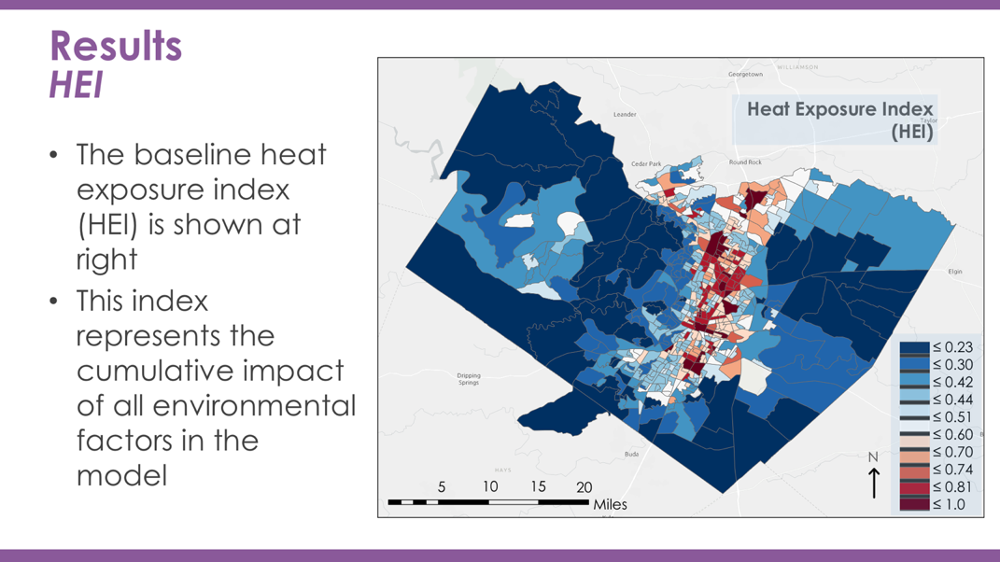 Results
HEI
• The baseline heat
exposure index
(HEI) is shown at
right
• This index
represents the
cumulative impact
of all environmental
factors in the
model
Heat Exposure Index
(HEI)
WILLIAMSON
Georgetown
Leander
Taylor
Cedar Park
Round Rock
Elgin
Dripping
Springs
Buda
HAYS
≤ 0.23
≤ 0.30
≤ 0.42
≤ 0.44
≤ 0.51
≤ 0.60
≤ 0.70
≤ 0.74
≤ 0.81
≤ 1.0
N
5 10 15 20
Miles